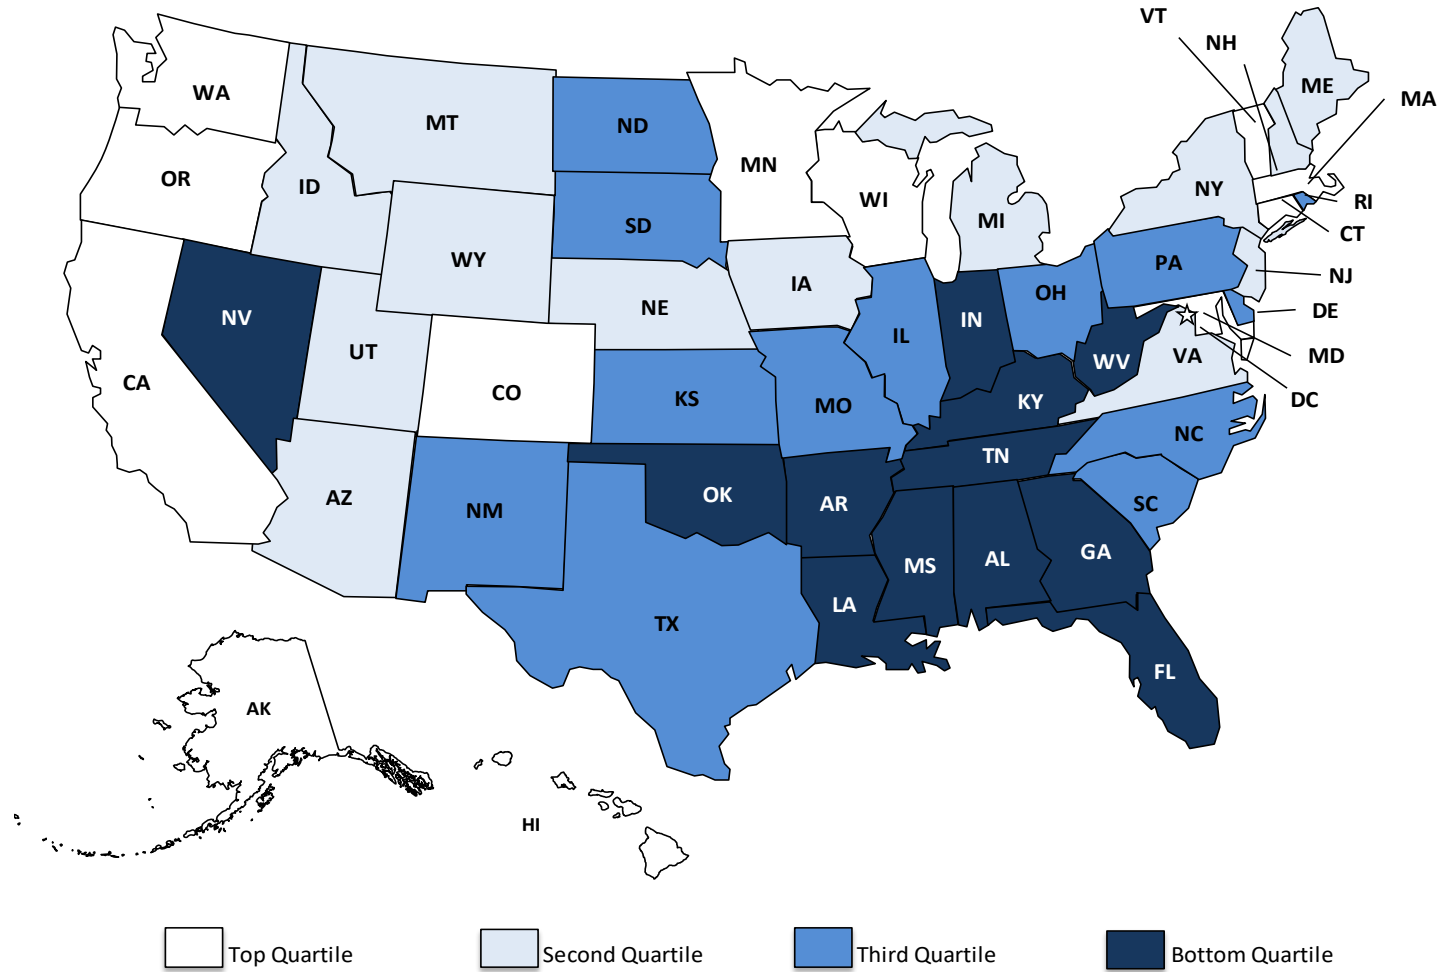 VT
NH
ME
MA
WA
MT
ND
MN
OR
ID
SD
WI
NY
RI
MI
CT
WY
PA
NJ
NE
IA
OH
DE
NV
IN
IL
UT
VA
MD
WV
CA
CO
KS
MO
KY
DC
NC
TN
AZ
NM
OK
AR
SC
GA
MS
AL
LA
TX
FL
AK
HI
Top Quartile
Second Quartile
Third Quartile
Bottom Quartile